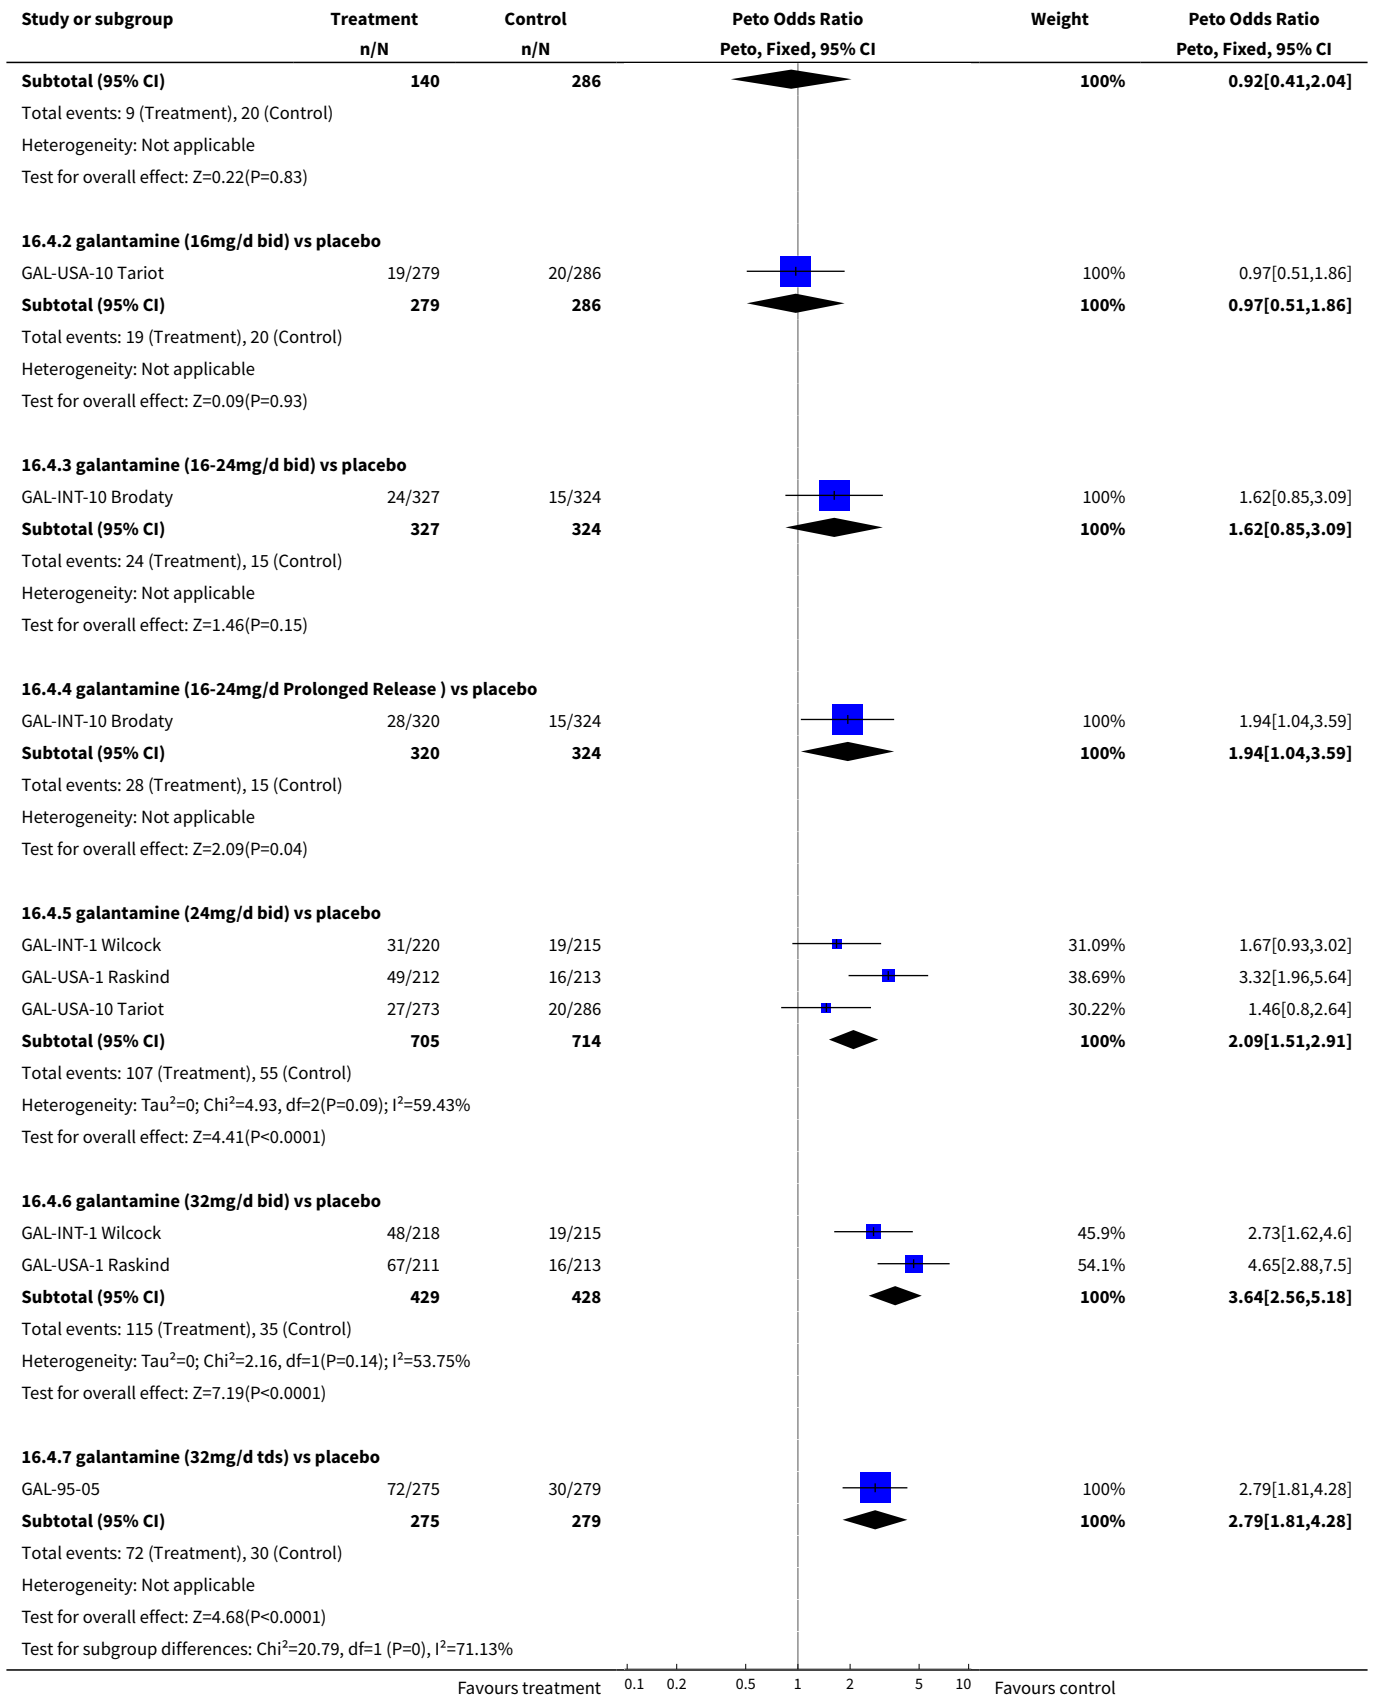 Study or subgroup Treatment Control Peto Odds Ratio Weight Peto Odds Ratio
n/N n/N Peto, Fixed, 95% CI Peto, Fixed, 95% CI
Subtotal (95% CI) 140 286 100% 0.92[0.41,2.04]
Total events: 9 (Treatment), 20 (Control)
Heterogeneity: Not applicable
Test for overall effect: Z=0.22(P=0.83)
16.4.2 galantamine (16mg/d bid) vs placebo
GAL-USA-10 Tariot 19/279 20/286 100% 0.97[0.51,1.86]
Subtotal (95% CI) 279 286 100% 0.97[0.51,1.86]
Total events: 19 (Treatment), 20 (Control)
Heterogeneity: Not applicable
Test for overall effect: Z=0.09(P=0.93)
16.4.3 galantamine (16-24mg/d bid) vs placebo
GAL-INT-10 Brodaty 24/327 15/324 100% 1.62[0.85,3.09]
Subtotal (95% CI) 327 324 100% 1.62[0.85,3.09]
Total events: 24 (Treatment), 15 (Control)
Heterogeneity: Not applicable
Test for overall effect: Z=1.46(P=0.15)
16.4.4 galantamine (16-24mg/d Prolonged Release ) vs placebo
GAL-INT-10 Brodaty 28/320 15/324 100% 1.94[1.04,3.59]
Subtotal (95% CI) 320 324 100% 1.94[1.04,3.59]
Total events: 28 (Treatment), 15 (Control)
Heterogeneity: Not applicable
Test for overall effect: Z=2.09(P=0.04)
16.4.5 galantamine (24mg/d bid) vs placebo
GAL-INT-1 Wilcock 31/220 19/215 31.09% 1.67[0.93,3.02]
GAL-USA-1 Raskind 49/212 16/213 38.69% 3.32[1.96,5.64]
GAL-USA-10 Tariot 27/273 20/286 30.22% 1.46[0.8,2.64]
Subtotal (95% CI) 705 714 100% 2.09[1.51,2.91]
Total events: 107 (Treatment), 55 (Control)
Heterogeneity: Tau²=0; Chi²=4.93, df=2(P=0.09); I²=59.43%
Test for overall effect: Z=4.41(P<0.0001)
16.4.6 galantamine (32mg/d bid) vs placebo
GAL-INT-1 Wilcock 48/218 19/215 45.9% 2.73[1.62,4.6]
GAL-USA-1 Raskind 67/211 16/213 54.1% 4.65[2.88,7.5]
Subtotal (95% CI) 429 428 100% 3.64[2.56,5.18]
Total events: 115 (Treatment), 35 (Control)
Heterogeneity: Tau²=0; Chi²=2.16, df=1(P=0.14); I²=53.75%
Test for overall effect: Z=7.19(P<0.0001)
16.4.7 galantamine (32mg/d tds) vs placebo
GAL-95-05 72/275 30/279 100% 2.79[1.81,4.28]
Subtotal (95% CI) 275 279 100% 2.79[1.81,4.28]
Total events: 72 (Treatment), 30 (Control)
Heterogeneity: Not applicable
Test for overall effect: Z=4.68(P<0.0001)
Test for subgroup differences: Chi²=20.79, df=1 (P=0), I²=71.13%
Favours treatment 0.1 0.2 0.5 1 2 5 10 Favours control